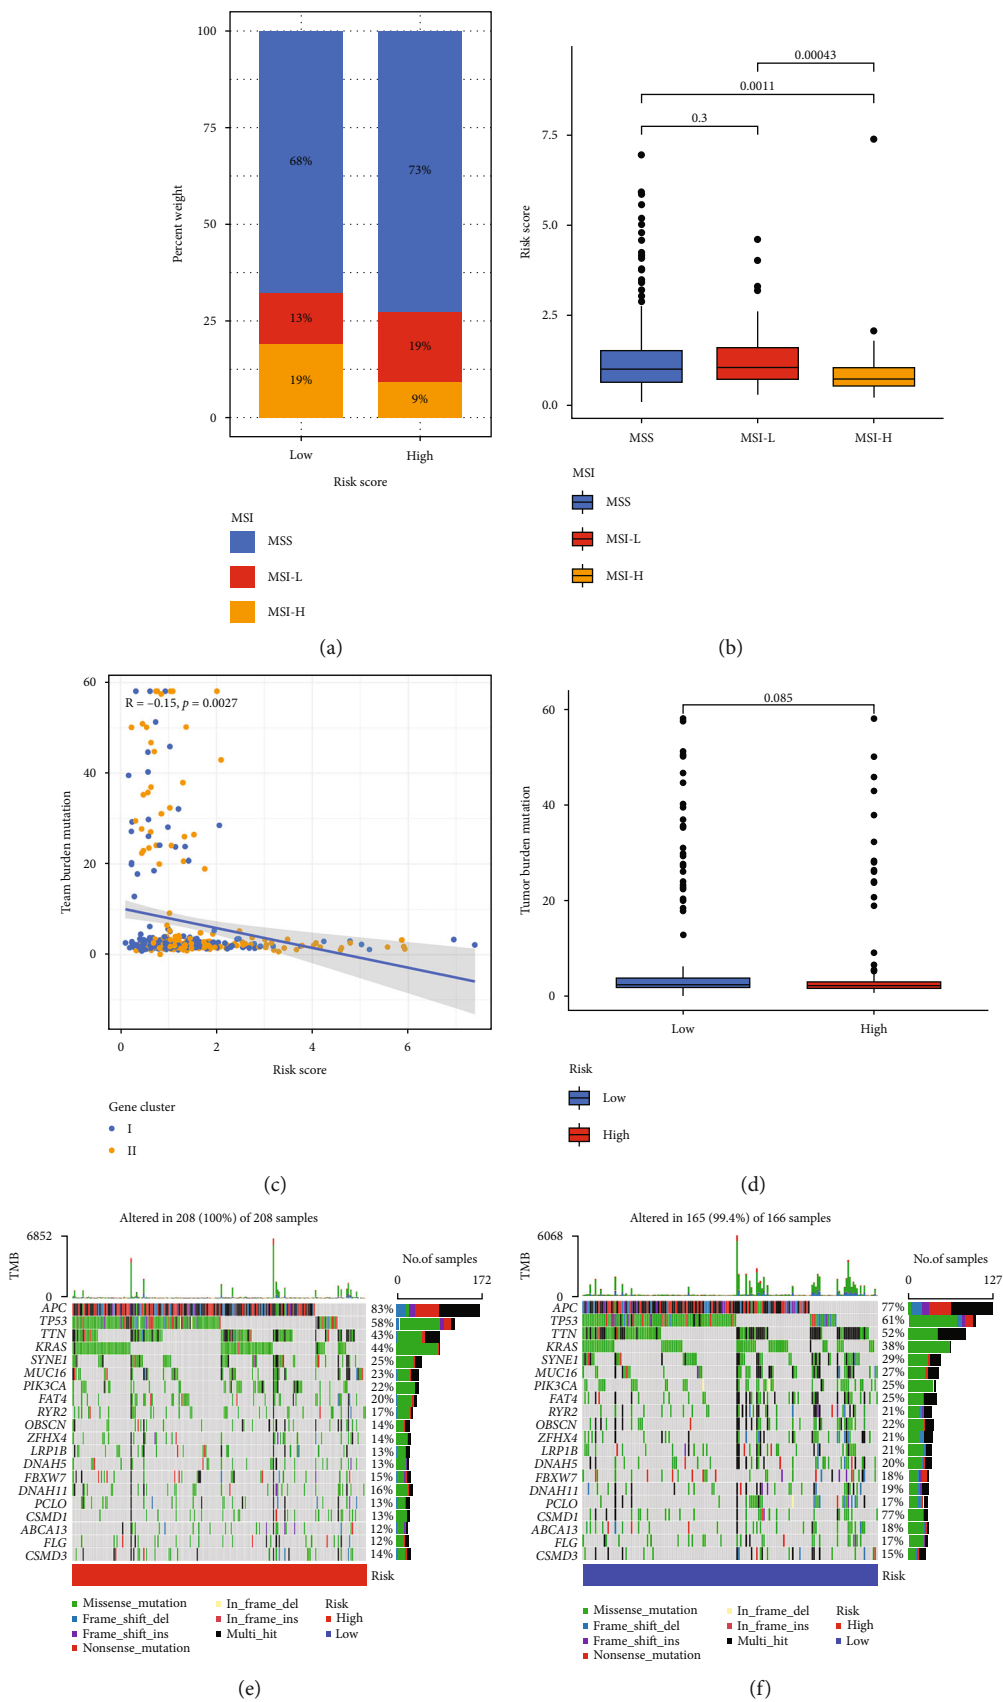 100
75
50
25
0
Percent weight
68%
13%
19%
73%
19%
9%
Low
High
Risk score
MSI
MSS
MSI-L
MSI-H
(a)
0.00043
0.0011
0.3
7.5
5.0
2.5
0.0
Risk score
MSS
MSI-L
MSI-H
MSI
MSS
MSI-L
MSI-H
(b)
60
40
20
0
Team burden mutation
R = –0.15, p = 0.0027
0
2
4
6
Risk score
Gene cluster
I
II
(c)
0.085
60
40
20
0
Tumor burden mutation
Low
High
Risk
Low
High
(d)
Altered in 208 (100%) of 208 samples
6852
0
TMB
No.of samples
0 172
APC 83%
TP53 58%
TTN 43%
KRAS 44%
SYNE1 25%
MUC16 23%
PIK3CA 22%
FAT4 20%
RYR2 17%
OBSCN 14%
ZFHX4 14%
LRP1B 13%
DNAH5 13%
FBXW7 15%
DNAH11 16%
PCLO 13%
CSMD1 13%
ABCA13 12%
FLG 12%
CSMD3 14%
Risk
Missense_mutation
Frame_shift_del
Frame_shift_ins
Nonsense_mutation
In_frame_del
In_frame_ins
Multi_hit
Risk
High
Low
(e)
Altered in 165 (99.4%) of 166 samples
6068
0
TMB
No.of samples
0 127
APC 77%
TP53 61%
TTN 52%
KRAS 38%
SYNE1 29%
MUC16 27%
PIK3CA 25%
FAT4 25%
RYR2 21%
OBSCN 22%
ZFHX4 21%
LRP1B 21%
DNAH5 20%
FBXW7 18%
DNAH11 19%
PCLO 17%
CSMD1 77%
ABCA13 18%
FLG 17%
CSMD3 15%
Risk
Missense_mutation
Frame_shift_del
Frame_shift_ins
Nonsense_mutation
In_frame_del
In_frame_ins
Multi_hit
Risk
High
Low
(f)